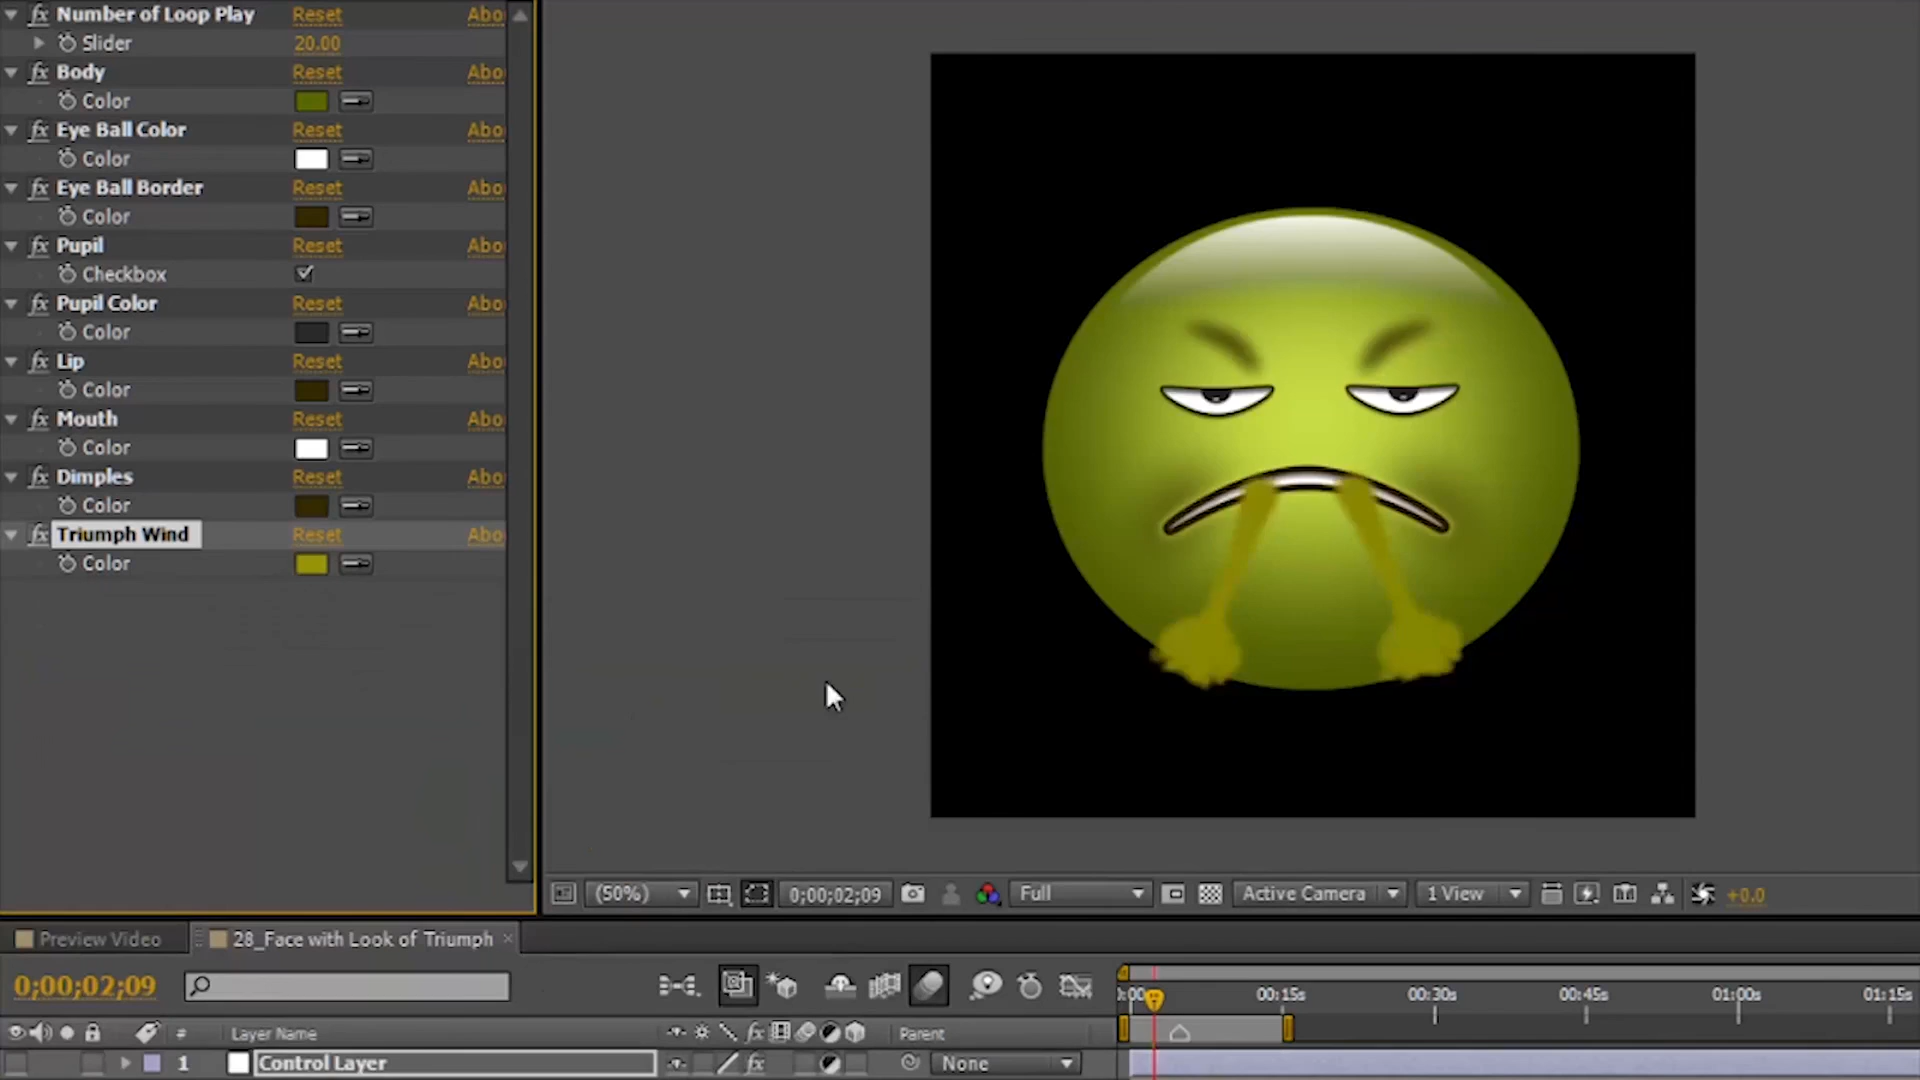 Number of Loop Play Reset Abo
Slider 20.00
Body Reset Abo
Color
Eye Ball Color Reset Abo
Color
Eye Ball Border Reset Abo
Color
Pupil Reset Abo
Checkbox
Pupil Color Reset Abo
Color
Lip Reset Abo
Color
Mouth Reset Abo
Color
Dimples Reset Abo
Color
Triumph Wind Reset Abo
Color
(50%) 0;00;02;09 Full Active Camera 1 View +0.0
Preview Video 28_Face with Look of Triumph
0;00;02;09 00:15s 00:30s 00:45s 01:00s 01:15s
# Layer Name fx Parent
1 Control Layer fx None